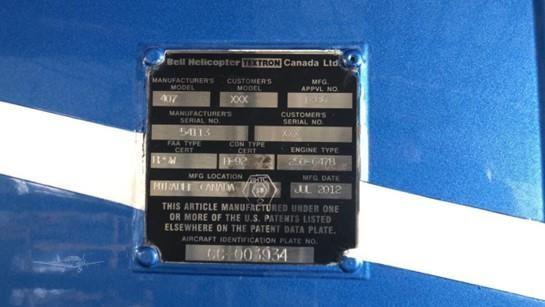 Bell Helicopter TEXTRON Canada Ltd.
MANUFACTURER'S MODEL CUSTOMER'S MODEL MFG. APPVL NO.
407 XXX
MANUFACTURER'S SERIAL NO. CUSTOMER'S SERIAL NO.
54113 XXX
FAA TYPE CERT CDN TYPE CERT ENGINE TYPE
H-92 250-C47B
MFG LOCATION MFG DATE
CANADA JUL 2012
THIS ARTICLE MANUFACTURED UNDER ONE
OR MORE OF THE U.S. PATENTS LISTED
ELSEWHERE ON THE PATENT DATA PLATE.
AIRCRAFT IDENTIFICATION PLATE NO.
CC 003934